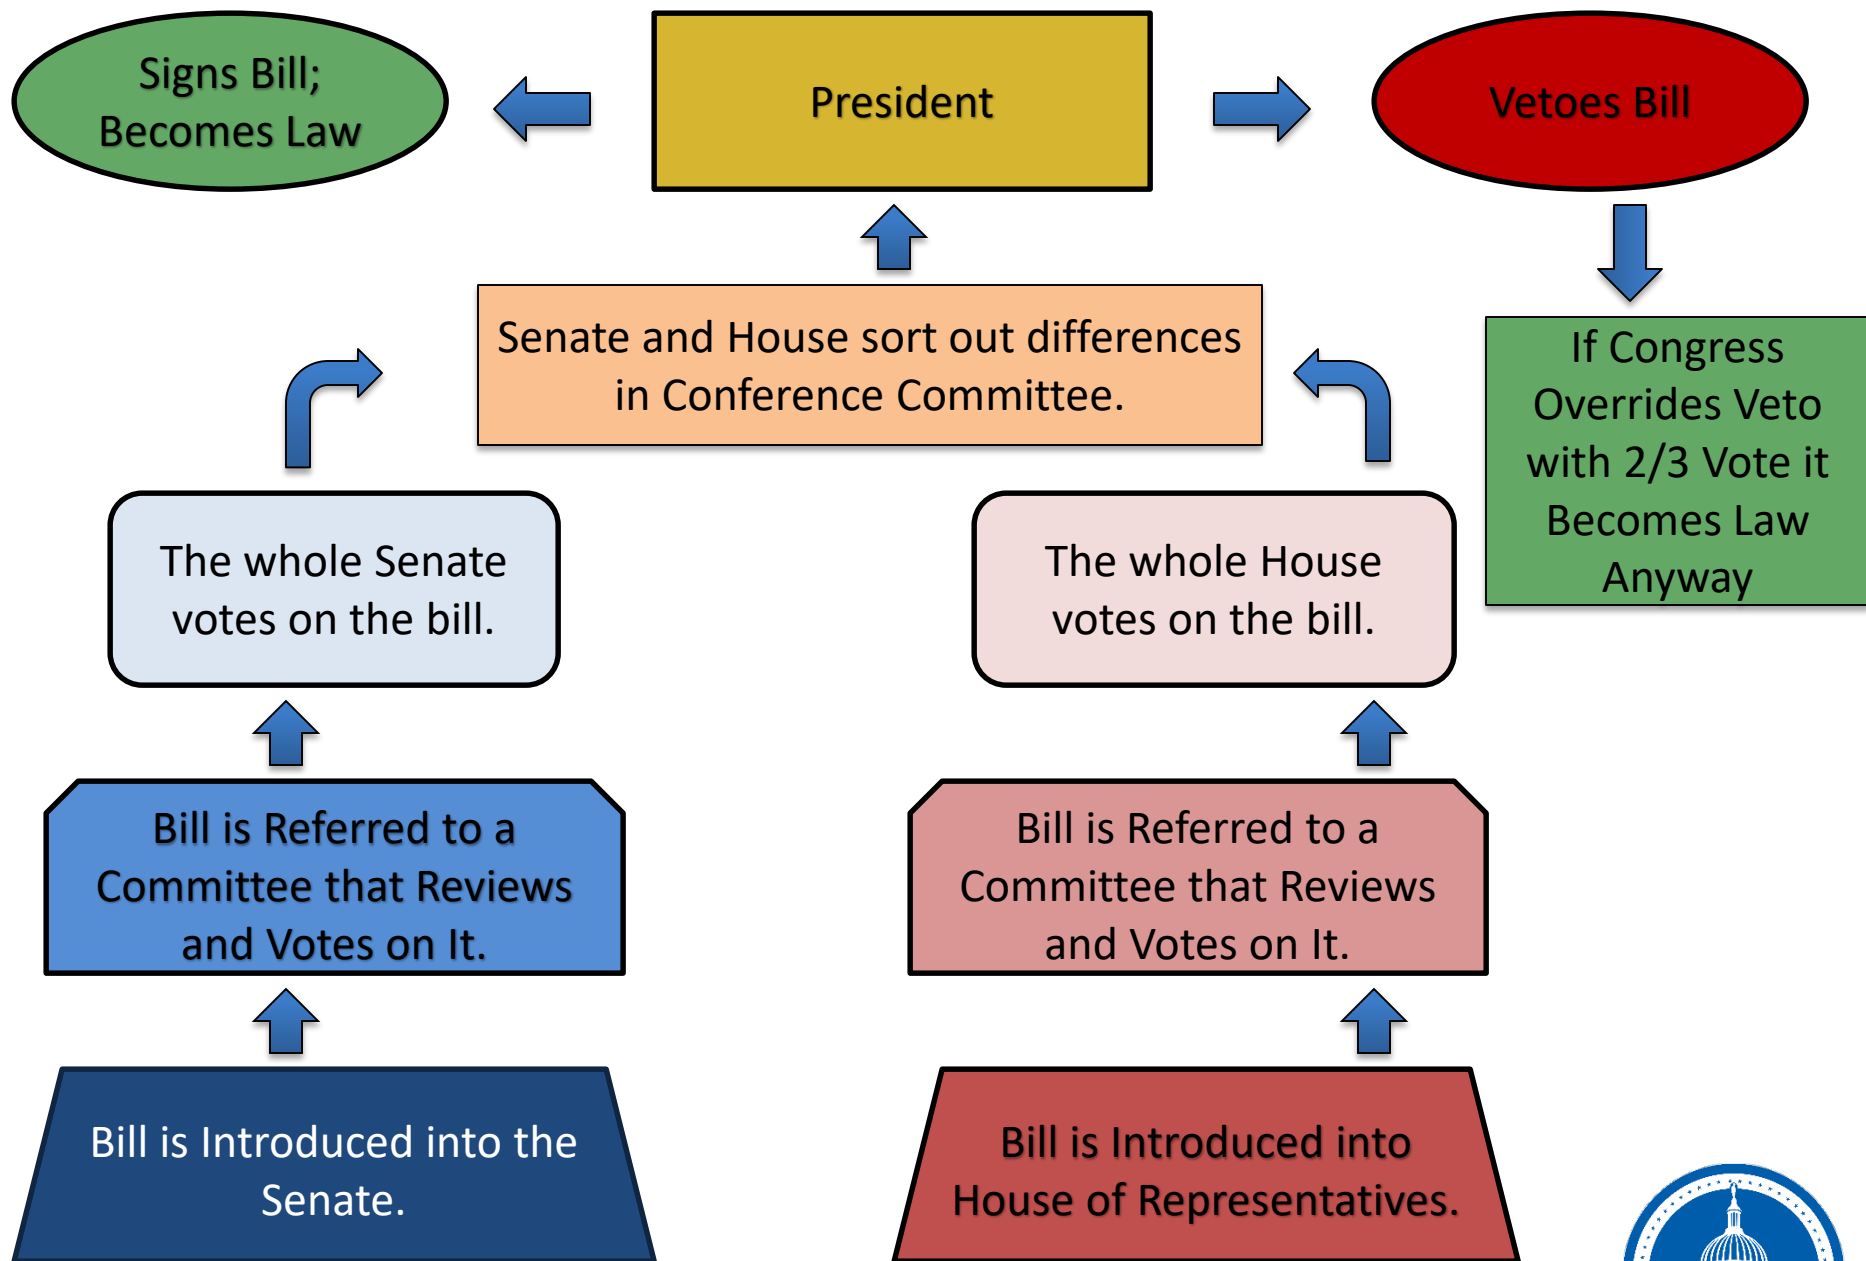 Signs Bill;
Becomes Law
President
Vetoes Bill
Senate and House sort out differences
in Conference Committee.
If Congress
Overrides Veto
with 2/3 Vote it
Becomes Law
Anyway
The whole Senate
votes on the bill.
The whole House
votes on the bill.
Bill is Referred to a
Committee that Reviews
and Votes on It.
Bill is Referred to a
Committee that Reviews
and Votes on It.
Bill is Introduced into the
Senate.
Bill is Introduced into
House of Representatives.